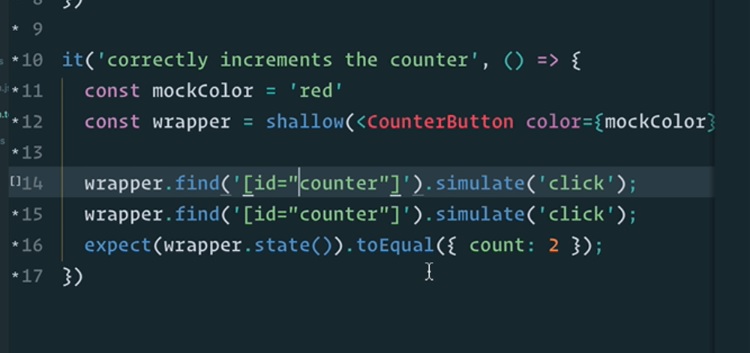 8 })
* 9
*10 it('correctly increments the counter', () => {
*11 const mockColor = 'red'
*12 const wrapper = shallow(<CounterButton color={mockColor}
*13
[]14 wrapper.find('[id="counter"]').simulate('click');
*15 wrapper.find('[id="counter"]').simulate('click');
*16 expect(wrapper.state()).toEqual({ count: 2 });
*17 })